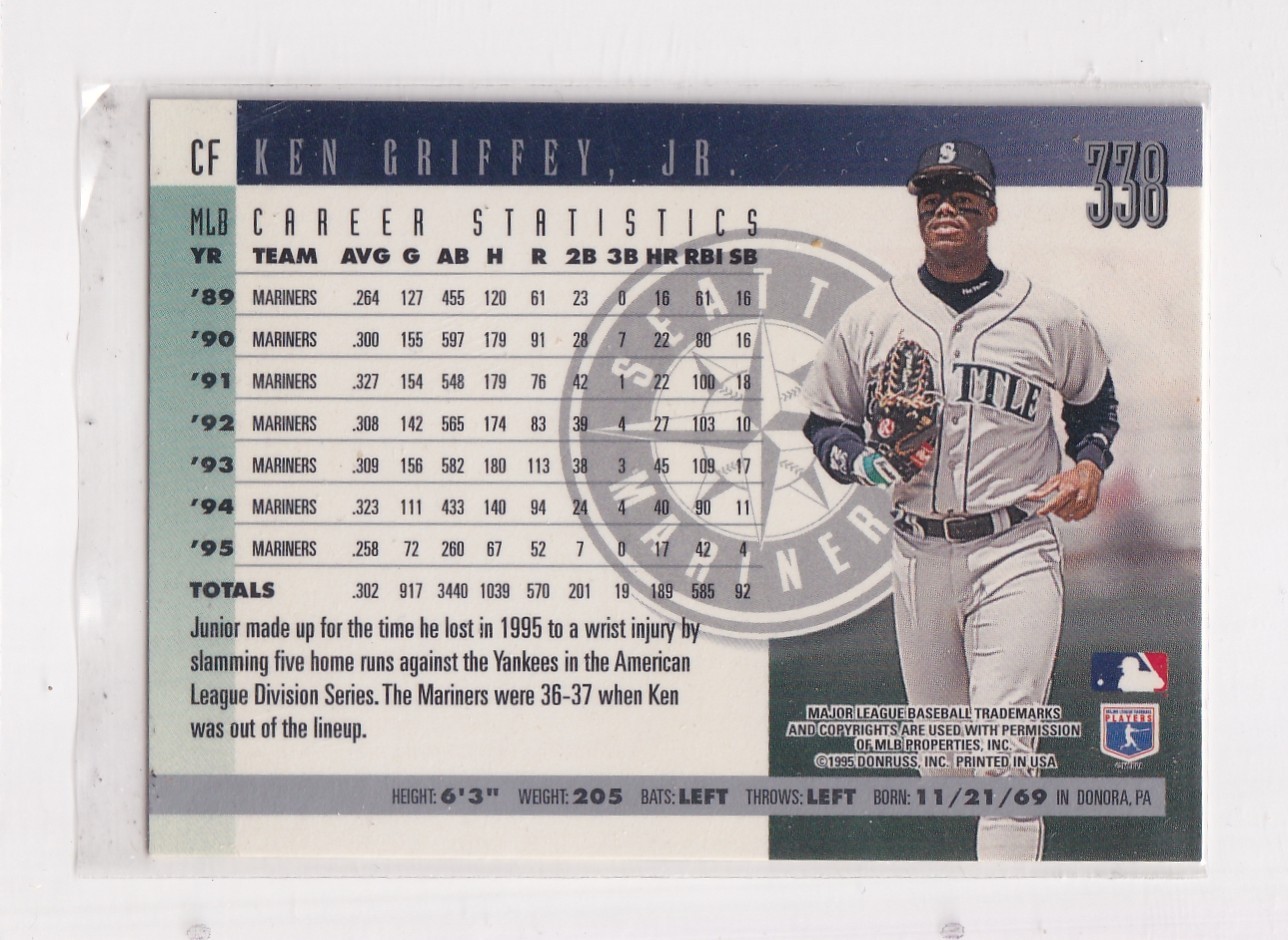 CF KEN GRIFFEY, JR.
338
MLB CAREER STATISTICS
YR TEAM AVG G AB H R 2B 3B HR RBI SB
'89 MARINERS .264 127 455 120 61 23 0 16 61 16
'90 MARINERS .300 155 597 179 91 28 7 22 80 16
'91 MARINERS .327 154 548 179 76 42 1 22 100 18
'92 MARINERS .308 142 565 174 83 39 4 27 103 10
'93 MARINERS .309 156 582 180 113 38 3 45 109 17
'94 MARINERS .323 111 433 140 94 24 4 40 90 11
'95 MARINERS .258 72 260 67 52 7 0 17 42 4
TOTALS .302 917 3440 1039 570 201 19 189 585 92
SEATT
MARINER
S
TTLE
Junior made up for the time he lost in 1995 to a wrist injury by
slamming five home runs against the Yankees in the American
League Division Series. The Mariners were 36-37 when Ken
was out of the lineup.
MAJOR LEAGUE BASEBALL TRADEMARKS
AND COPYRIGHTS ARE USED WITH PERMISSION
OF MLB PROPERTIES, INC.
©1995 DONRUSS, INC. PRINTED IN USA
PLAYERS
HEIGHT: 6'3" WEIGHT: 205 BATS: LEFT THROWS: LEFT BORN: 11/21/69 IN DONORA, PA